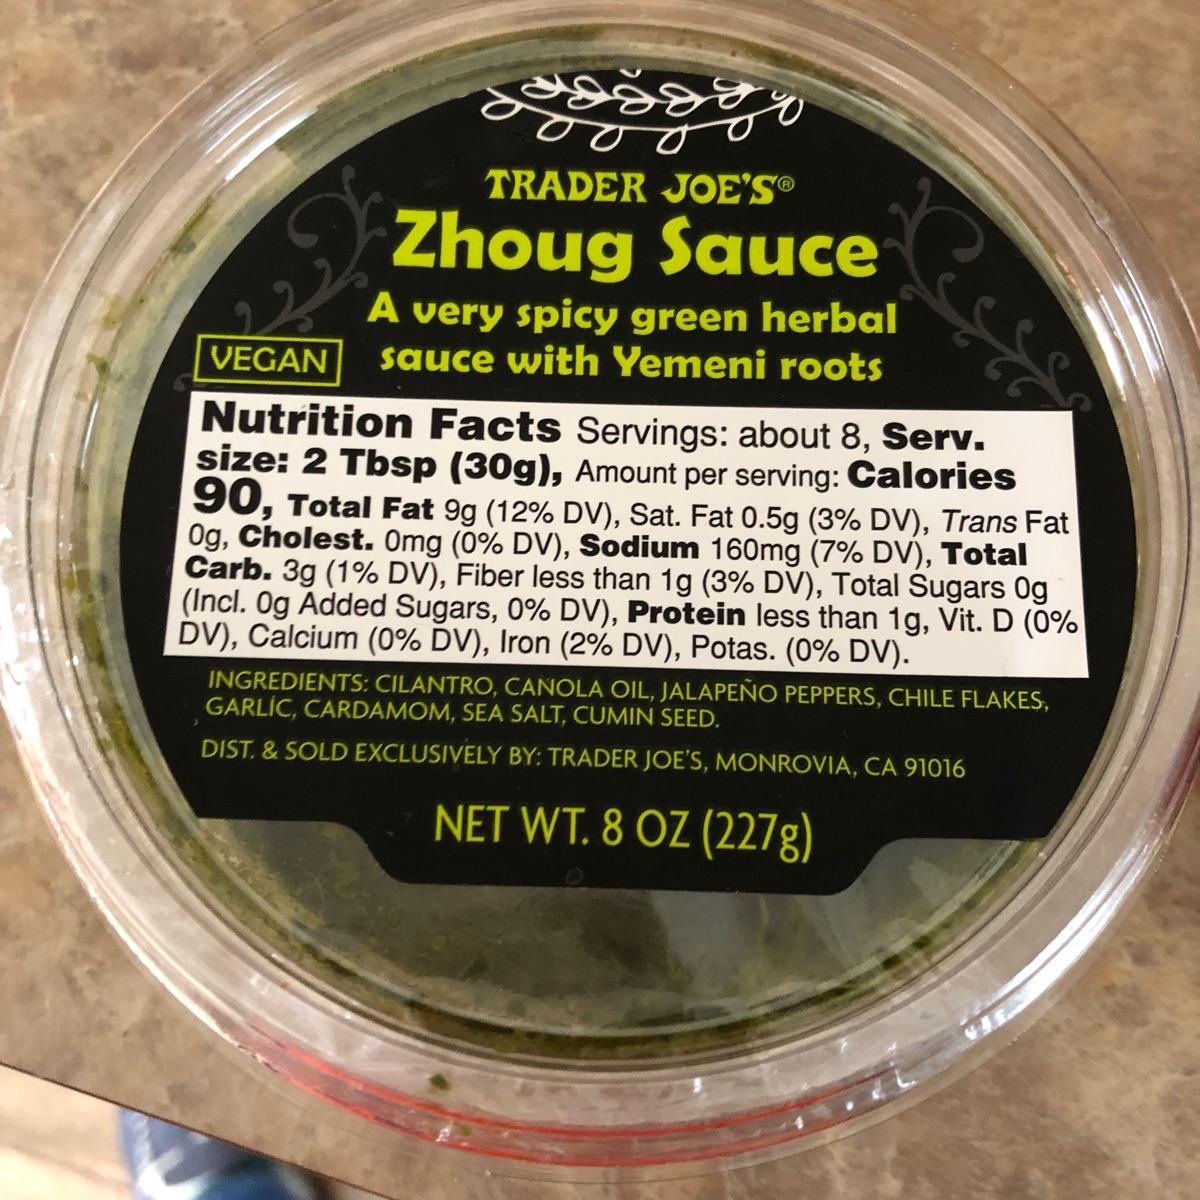 TRADER JOE'S®
Zhoug Sauce
A very spicy green herbal
sauce with Yemeni roots
VEGAN
Nutrition Facts Servings: about 8, Serv.
size: 2 Tbsp (30g), Amount per serving: Calories
90, Total Fat 9g (12% DV), Sat. Fat 0.5g (3% DV), Trans Fat
0g, Cholest. 0mg (0% DV), Sodium 160mg (7% DV), Total
Carb. 3g (1% DV), Fiber less than 1g (3% DV), Total Sugars 0g
(Incl. 0g Added Sugars, 0% DV), Protein less than 1g, Vit. D (0%
DV), Calcium (0% DV), Iron (2% DV), Potas. (0% DV).
INGREDIENTS: CILANTRO, CANOLA OIL, JALAPEÑO PEPPERS, CHILE FLAKES,
GARLIC, CARDAMOM, SEA SALT, CUMIN SEED.
DIST. & SOLD EXCLUSIVELY BY: TRADER JOE'S, MONROVIA, CA 91016
NET WT. 8 OZ (227g)